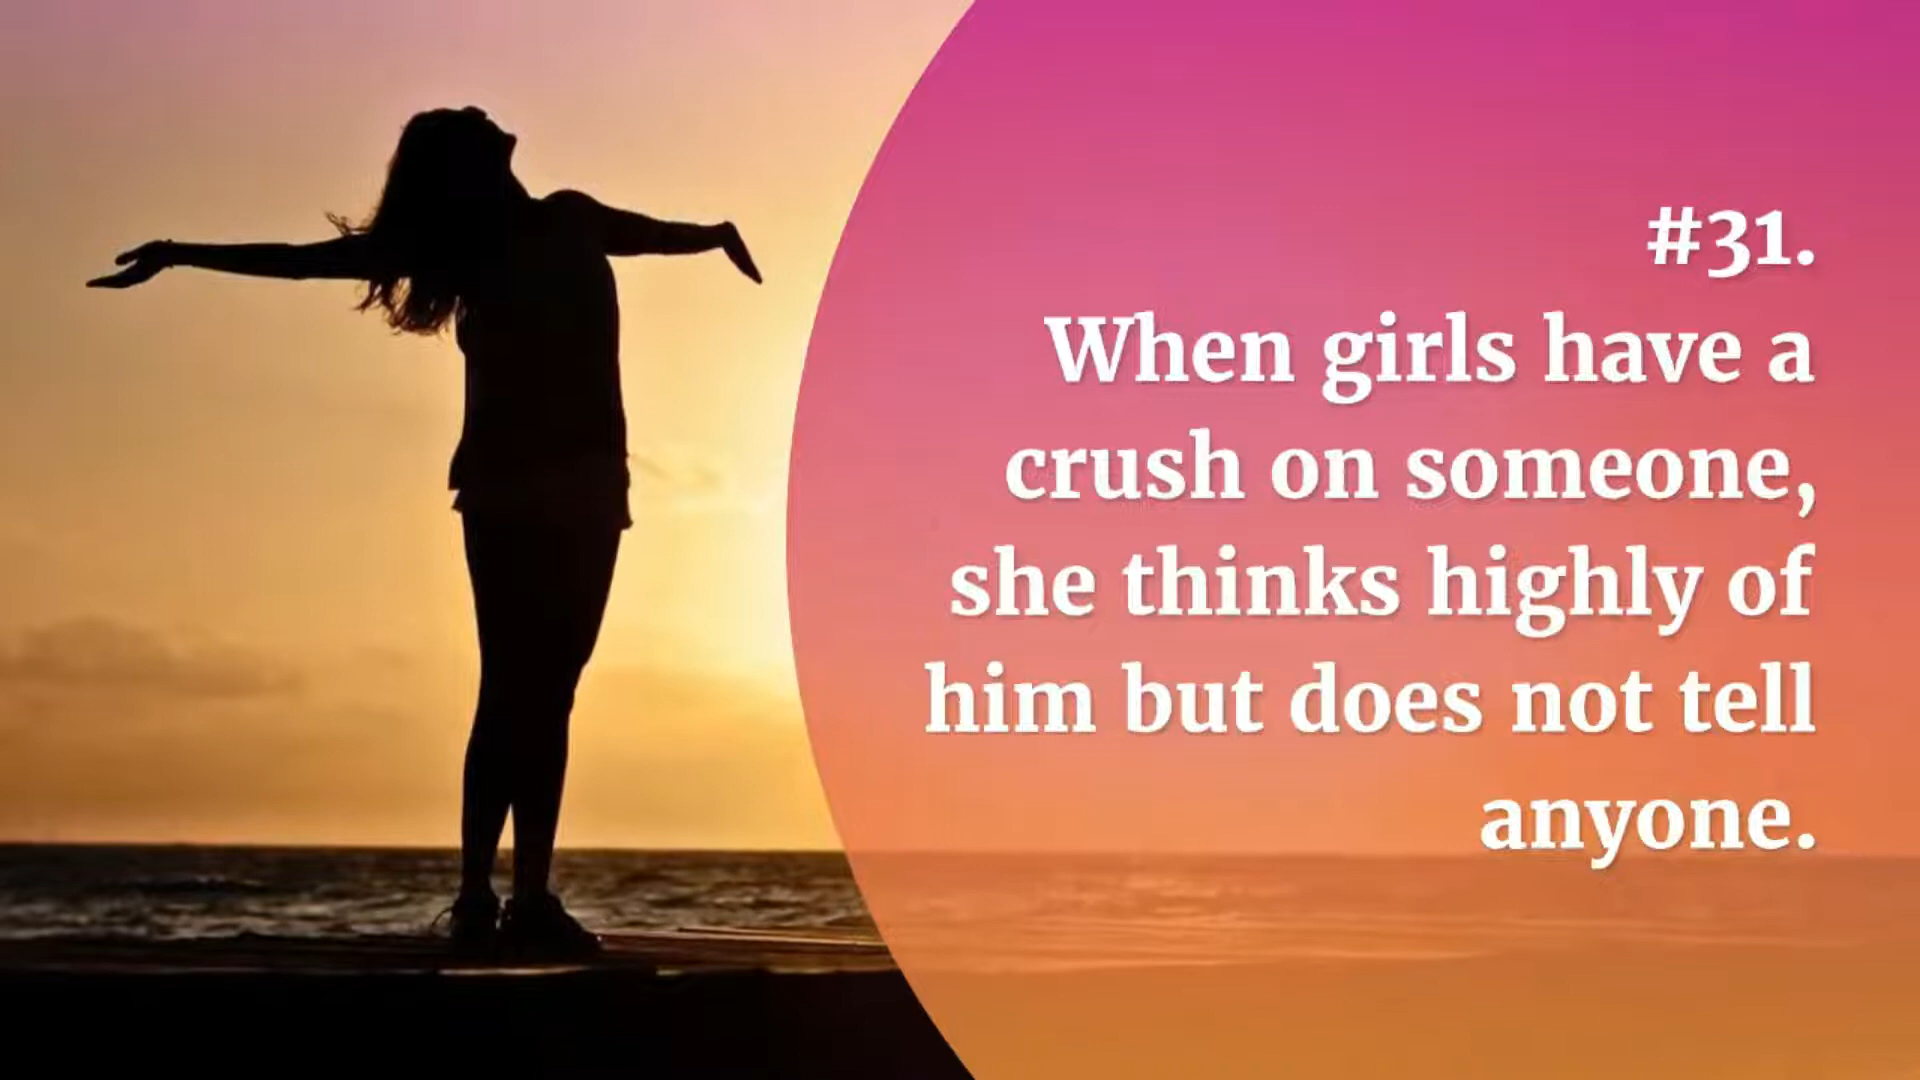 #31.
When girls have a
crush on someone,
she thinks highly of
him but does not tell
anyone.